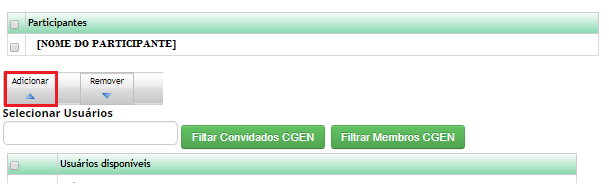 Participantes
[NOME DO PARTICIPANTE]
Adicionar Remover
Selecionar Usuários
Filtar Convidados CGEN Filtrar Membros CGEN
Usuários disponíveis